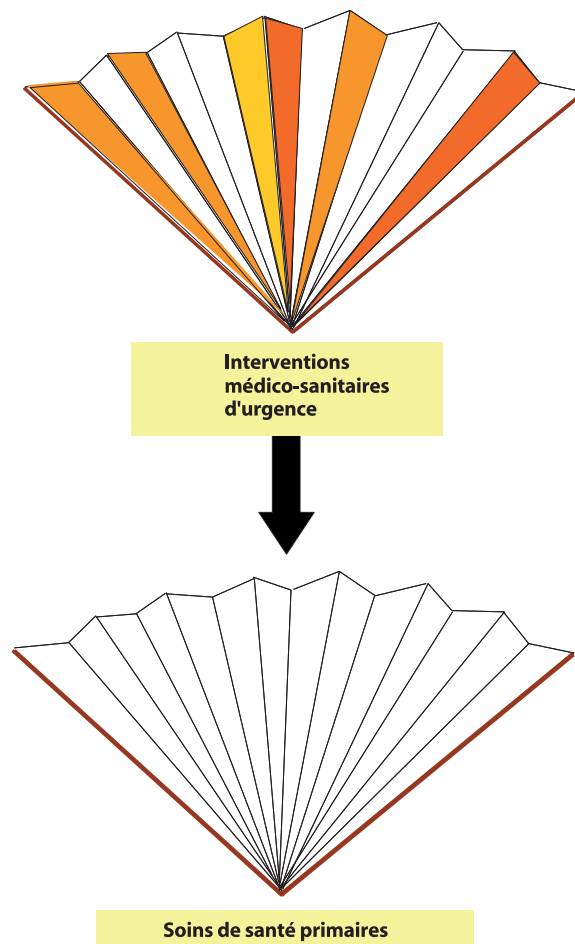 Interventions
médico-sanitaires
d'urgence
Soins de santé primaires